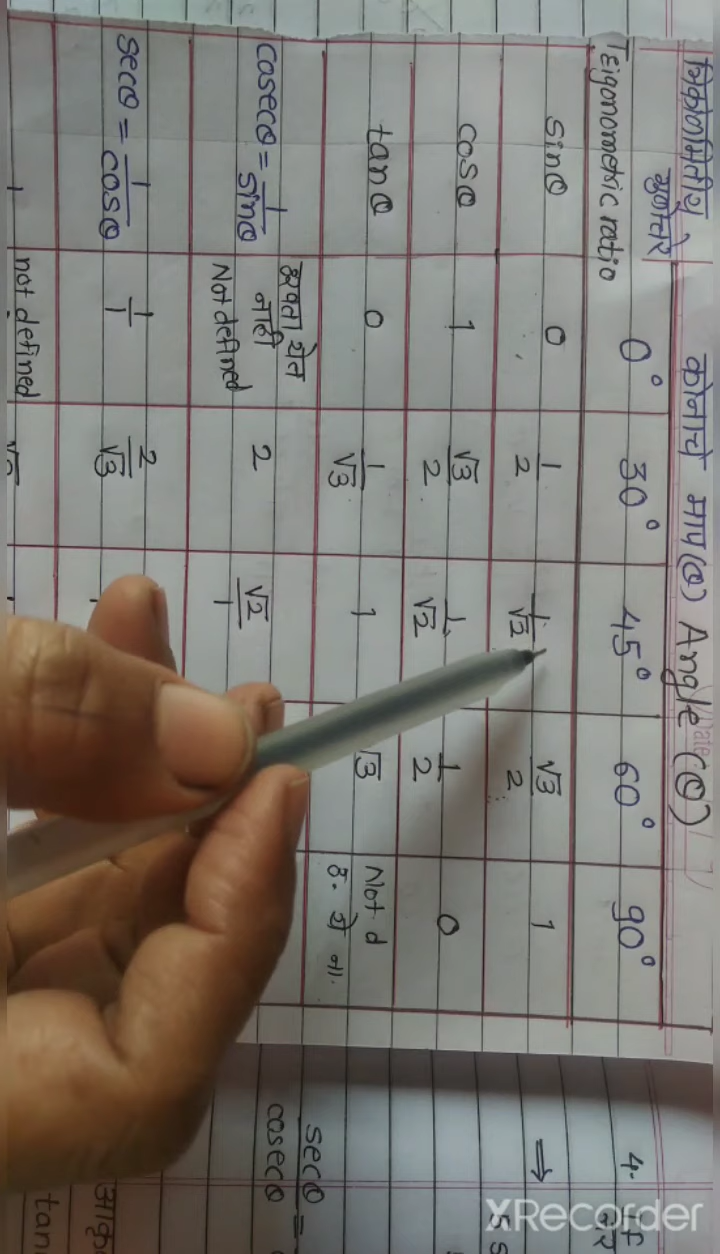 त्रिकोणमितीय गुणोत्तरे
कोनाचे माप (θ) Angle (θ)
Trigonometric ratio 0° 30° 45° 60° 90°
sinθ 0 1/2 1/√2 √3/2 1
cosθ 1 √3/2 1/√2 1/2 0
tanθ 0 1/√3 1 √3 Not d ठ. ये ना.
cosecθ = 1/sinθ
नाही
Not defined 2 √2/1
secθ = 1/cosθ 1/1 2/√3
not defined
4.
⇒
secθ =
cosecθ
tan
XRecorder